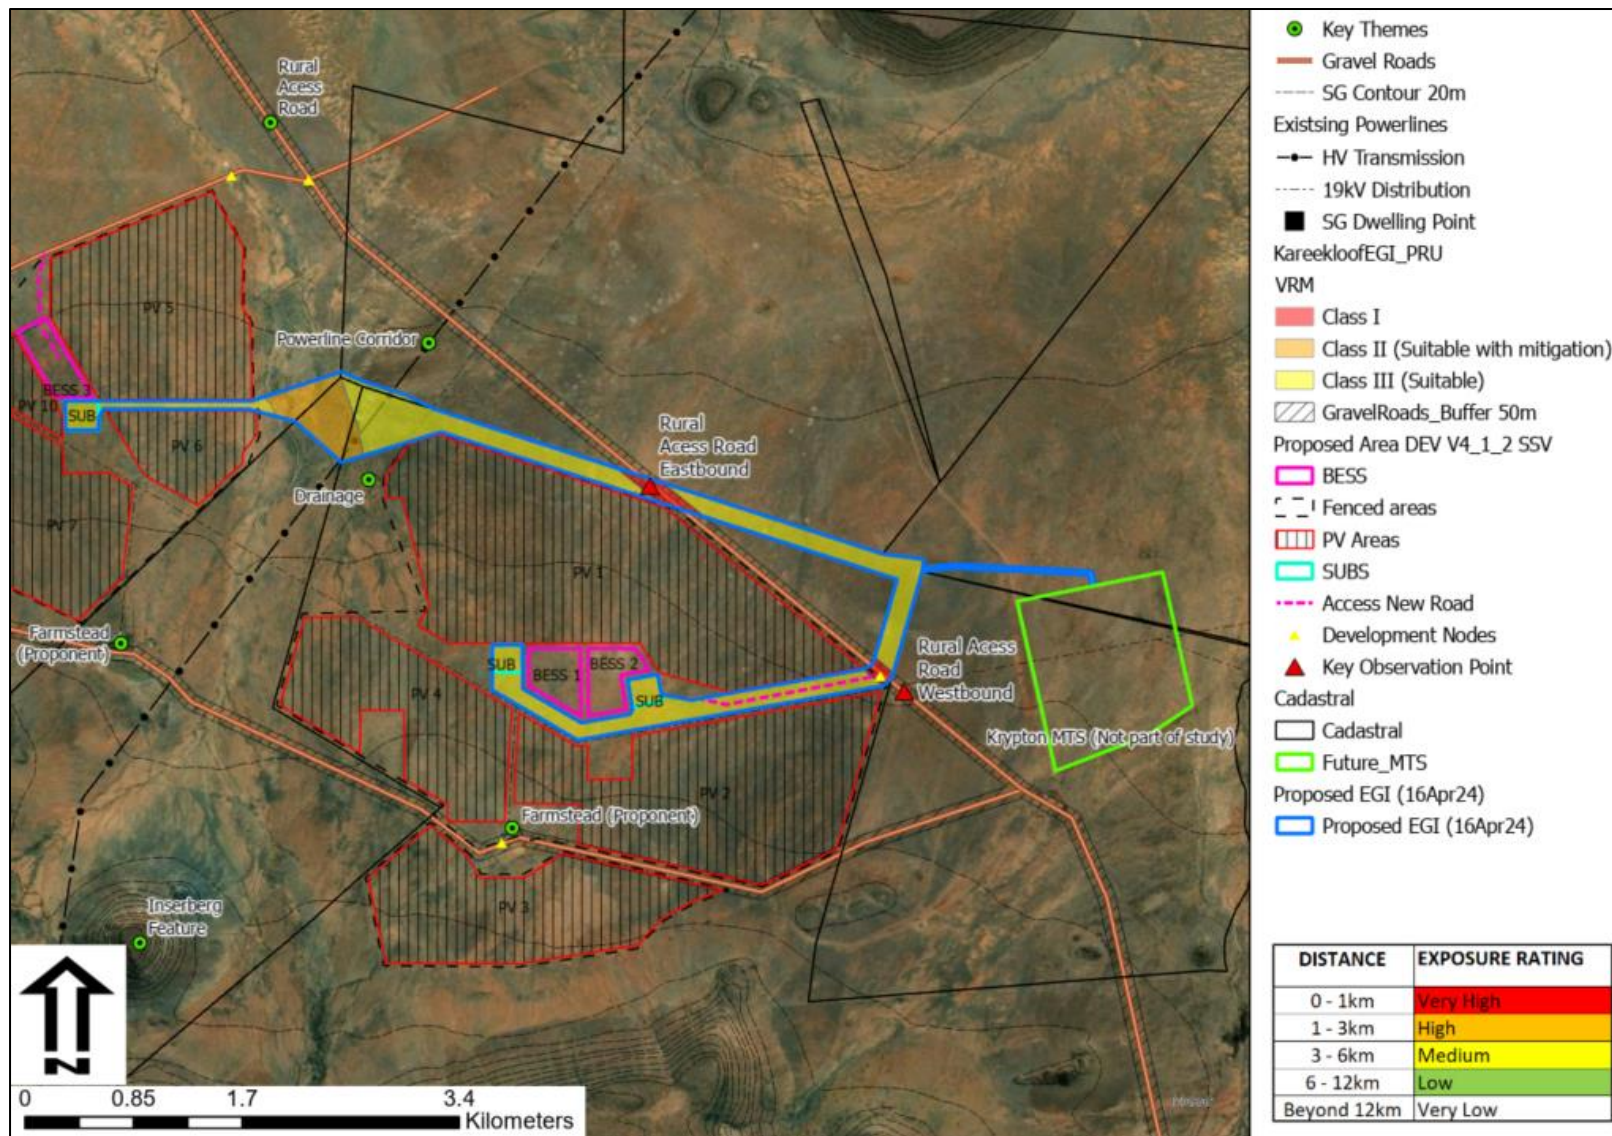 Rural
Acess
Road
PV 5
Powerline Corridor
BESS 3
PV 10
SUB
PV 6
Rural
Acess Road
Eastbound
Drainage
PV 7
PV 1
Farmstead
(Proponent)
SUB
BESS 1
BESS 2
SUB
PV 4
Rural Acess
Road
Westbound
Krypton MTS (Not part of study)
PV 2
Farmstead (Proponent)
PV 3
Inserberg
Feature
N
0 0.85 1.7 3.4
Kilometers
Key Themes
Gravel Roads
SG Contour 20m
Existsing Powerlines
HV Transmission
19kV Distribution
SG Dwelling Point
KareekloofEGI_PRU
VRM
Class I
Class II (Suitable with mitigation)
Class III (Suitable)
GravelRoads_Buffer 50m
Proposed Area DEV V4_1_2 SSV
BESS
Fenced areas
PV Areas
SUBS
Access New Road
Development Nodes
Key Observation Point
Cadastral
Cadastral
Future_MTS
Proposed EGI (16Apr24)
Proposed EGI (16Apr24)
DISTANCE EXPOSURE RATING
0 - 1km Very High
1 - 3km High
3 - 6km Medium
6 - 12km Low
Beyond 12km Very Low